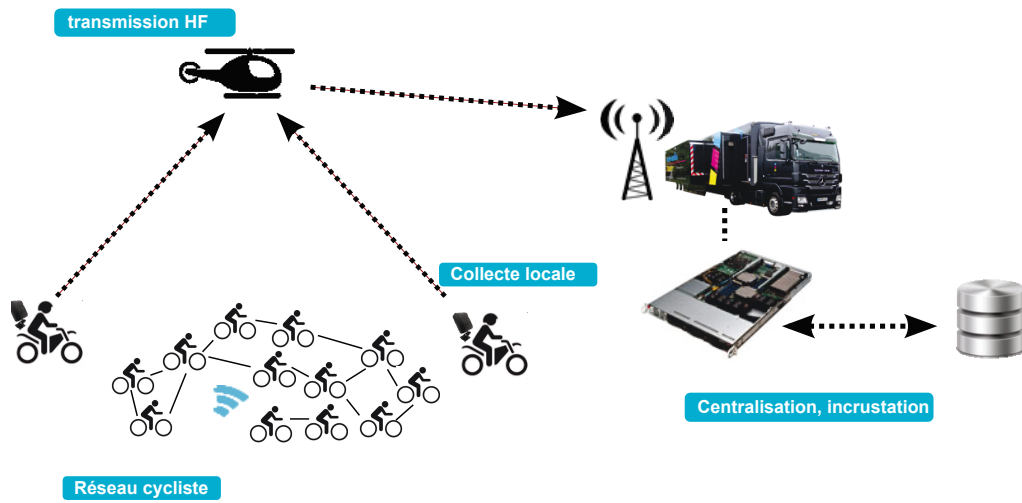 transmission HF
Collecte locale
Centralisation, incrustation
Réseau cycliste